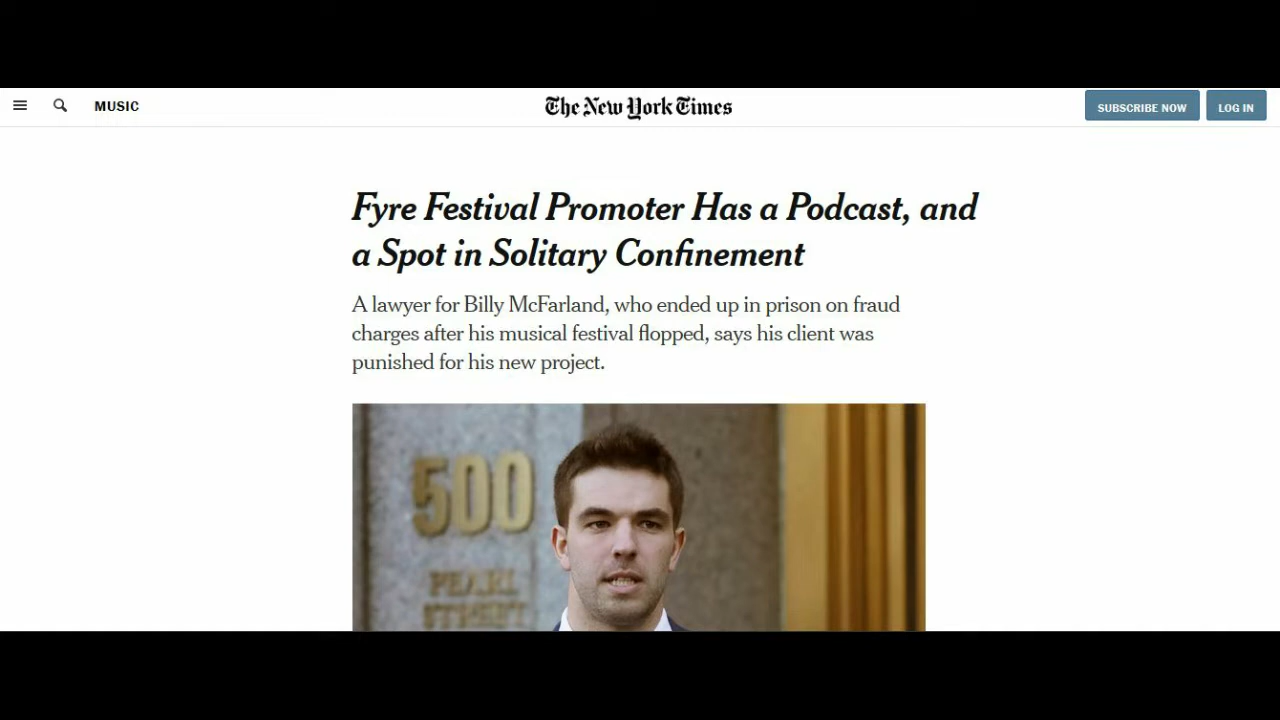 MUSIC
The New York Times
SUBSCRIBE NOW
LOG IN
Fyre Festival Promoter Has a Podcast, and
a Spot in Solitary Confinement
A lawyer for Billy McFarland, who ended up in prison on fraud
charges after his musical festival flopped, says his client was
punished for his new project.
500
PEARL
STREET